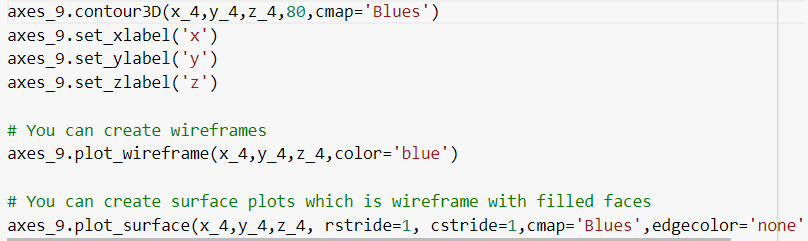 axes_9.contour3D(x_4,y_4,z_4,80,cmap='Blues')
axes_9.set_xlabel('x')
axes_9.set_ylabel('y')
axes_9.set_zlabel('z')
# You can create wireframes
axes_9.plot_wireframe(x_4,y_4,z_4,color='blue')
# You can create surface plots which is wireframe with filled faces
axes_9.plot_surface(x_4,y_4,z_4, rstride=1, cstride=1,cmap='Blues',edgecolor='none'